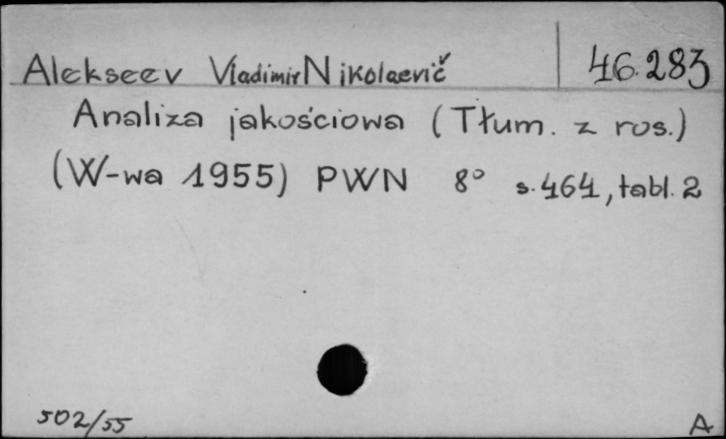 Alekseev Vladimir Nikolaevič 46.283
Analiza jakościowa (Tłum. z ros.)
(W-wa 1955) PWN 8° s. 464, tabl. 2
502/55 A